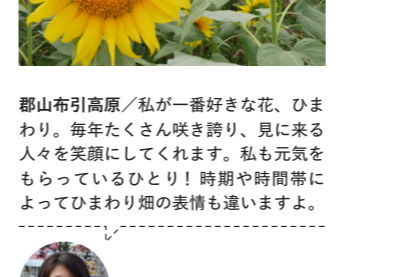 郡山布引高原／私が一番好きな花、ひま
わり。毎年たくさん咲き誇り、見に来る
人々を笑顔にしてくれます。私も元気を
もらっているひとり！時期や時間帯に
よってひまわり畑の表情も違いますよ。